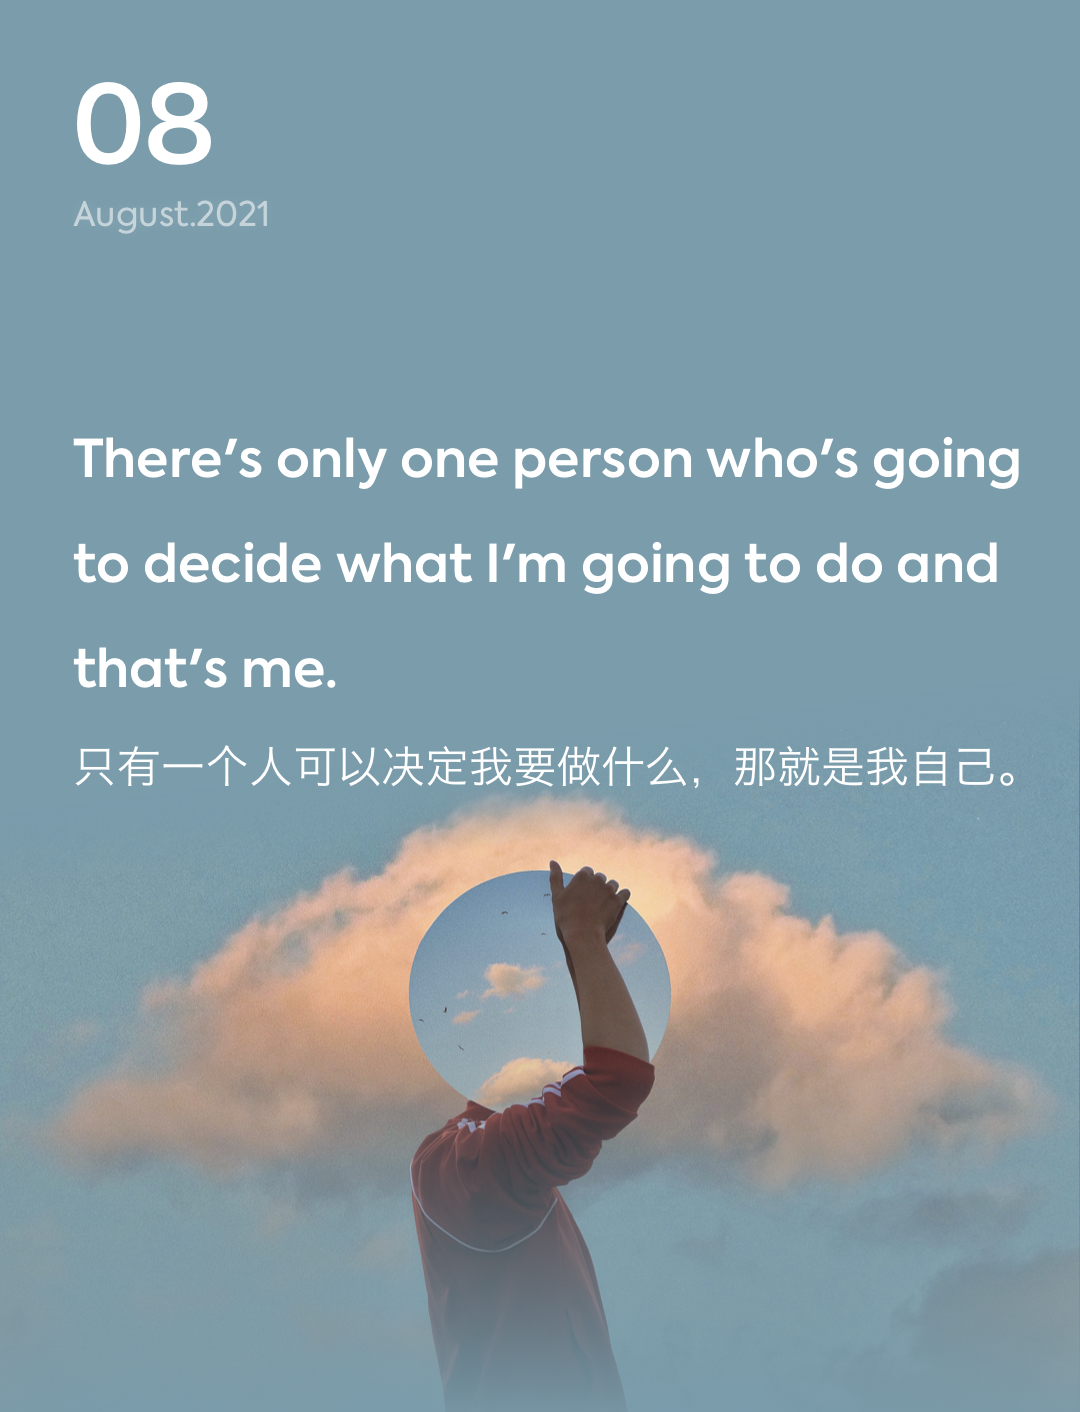 08
August.2021
There's only one person who's going
to decide what I'm going to do and
that's me.
只有一个人可以决定我要做什么，那就是我自己。